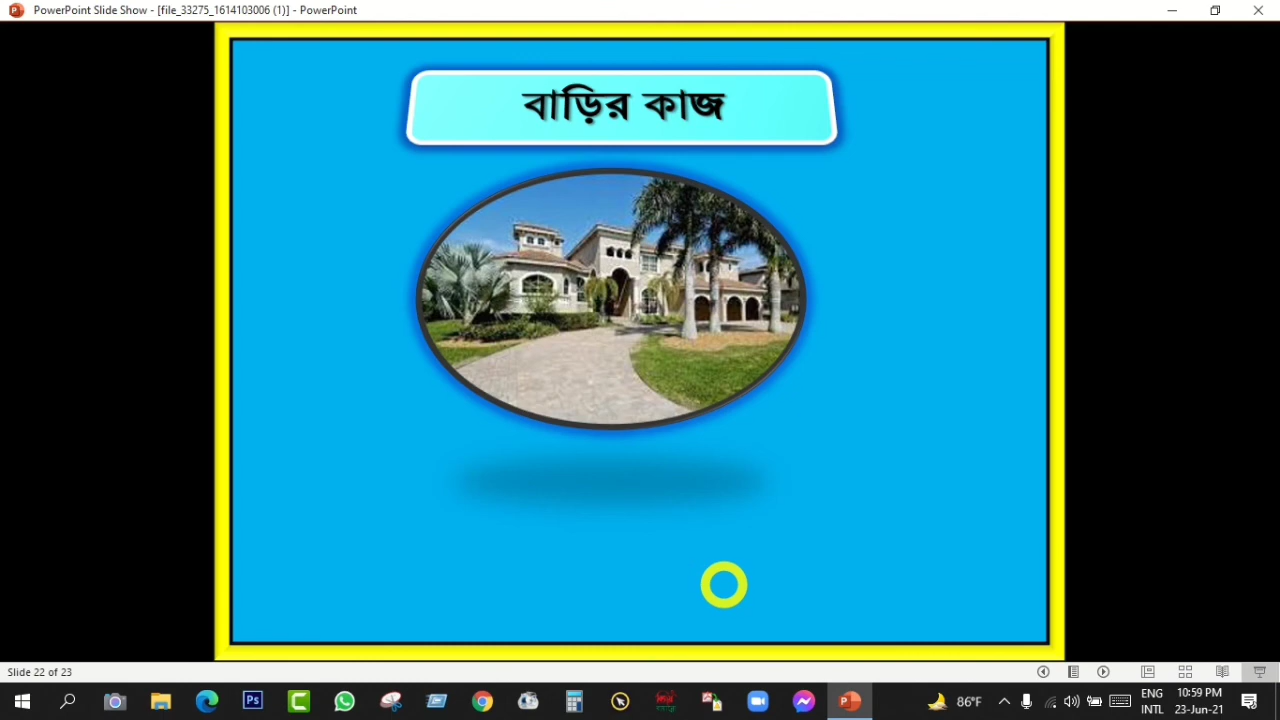 PowerPoint Slide Show - [file_33275_1614103006 (1)] - PowerPoint
বাড়ির কাজ
Slide 22 of 23
86°F
ENG
INTL
10:59 PM
23-Jun-21